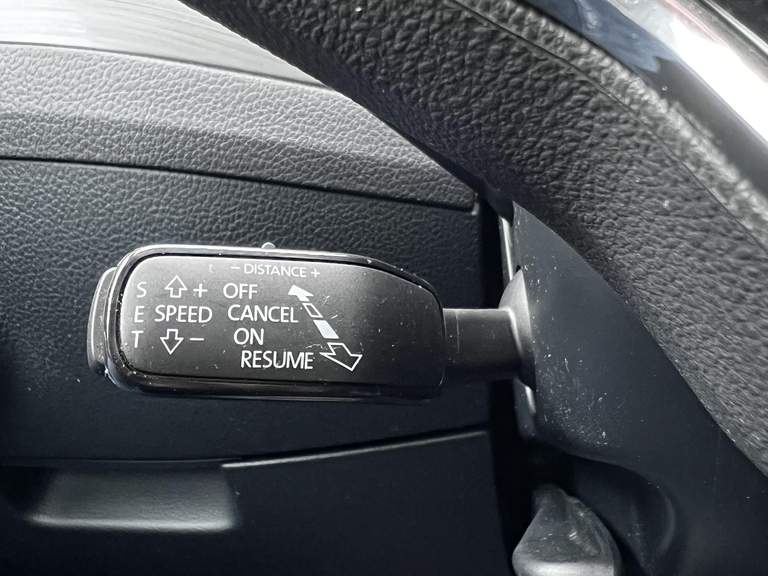 - DISTANCE +
S + OFF
E SPEED CANCEL
T - ON
RESUME